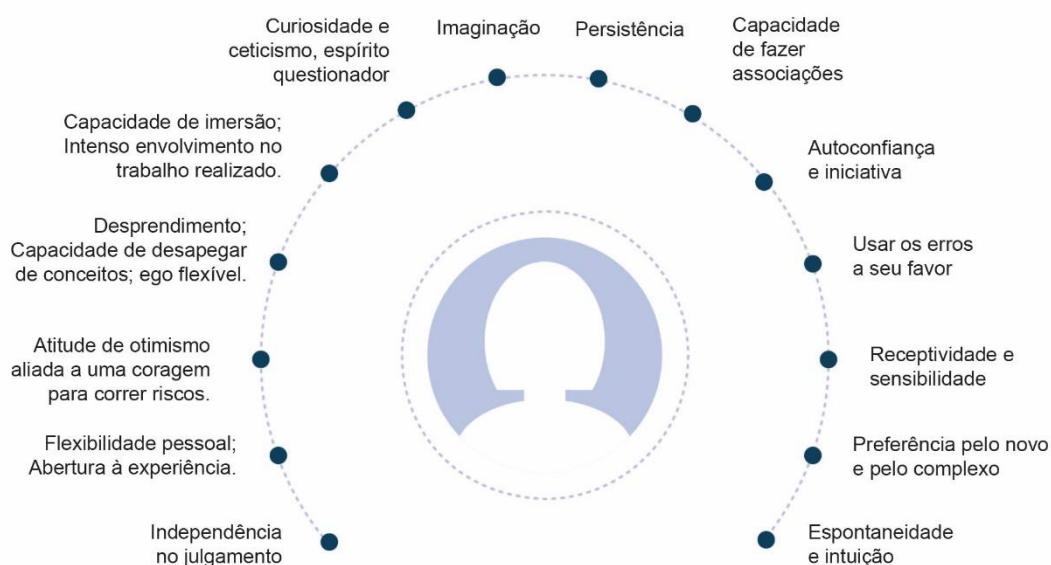 Curiosidade e
ceticismo, espírito
questionador
Imaginação
Persistência
Capacidade
de fazer
associações
Capacidade de imersão;
Intenso envolvimento no
trabalho realizado.
Autoconfiança
e iniciativa
Desprendimento;
Capacidade de desapegar
de conceitos; ego flexível.
Usar os erros
a seu favor
Atitude de otimismo
aliada a uma coragem
para correr riscos.
Receptividade e
sensibilidade
Flexibilidade pessoal;
Abertura à experiência.
Preferência pelo novo
e pelo complexo
Independência
no julgamento
Espontaneidade
e intuição